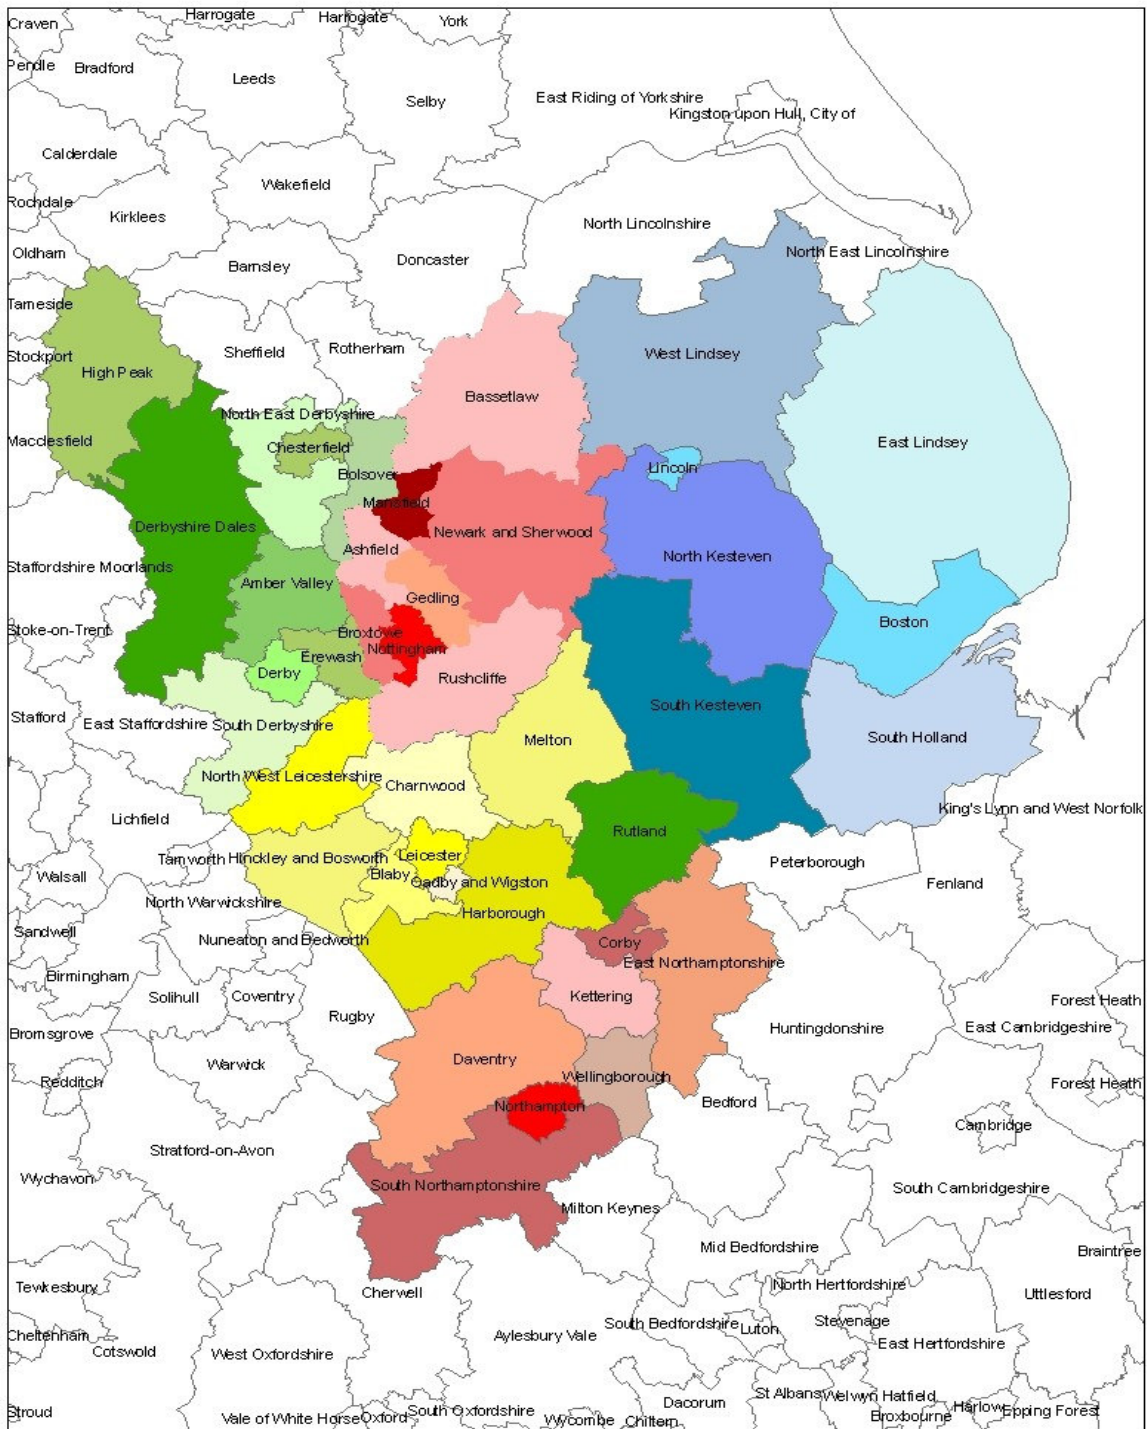 Craven
Harrogate
Harrogate
York
Pendle
Bradford
Leeds
Selby
East Riding of Yorkshire
Kingston upon Hull, City of
Calderdale
Wakefield
Rochdale
Kirklees
North Lincolnshire
Oldham
Barnsley
Doncaster
North East Lincolnshire
Tameside
Stockport
Sheffield
Rotherham
High Peak
West Lindsey
Bassetlaw
North East Derbyshire
Macclesfield
Chesterfield
East Lindsey
Bolsover
Lincoln
Mansfield
Derbyshire Dales
Newark and Sherwood
Ashfield
North Kesteven
Staffordshire Moorlands
Amber Valley
Gedling
Stoke-on-Trent
Broxtowe
Boston
Nottingham
Erewash
Derby
Rushcliffe
South Kesteven
Stafford
East Staffordshire
South Derbyshire
Melton
South Holland
North West Leicestershire
Charnwood
King's Lynn and West Norfolk
Lichfield
Rutland
Tamworth
Hinckley and Bosworth
Leicester
Peterborough
Walsall
Blaby
Oadby and Wigston
Fenland
North Warwickshire
Harborough
Sandwell
Nuneaton and Bedworth
Corby
East Northamptonshire
Birmingham
Solihull
Coventry
Kettering
Forest Heath
Rugby
Huntingdonshire
East Cambridgeshire
Bromsgrove
Warwick
Daventry
Redditch
Wellingborough
Forest Heath
Bedford
Northampton
Cambridge
Stratford-on-Avon
Wychavon
South Northamptonshire
South Cambridgeshire
Milton Keynes
Mid Bedfordshire
Braintree
Tewkesbury
North Hertfordshire
Cherwell
Uttlesford
Cheltenham
Cotswold
Aylesbury Vale
South Bedfordshire
Luton
Stevenage
East Hertfordshire
West Oxfordshire
St Albans
Welwyn Hatfield
Dacorum
Stroud
Vale of White Horse
Oxford
South Oxfordshire
Wycombe
Chiltern
Broxbourne
Harlow
Epping Forest